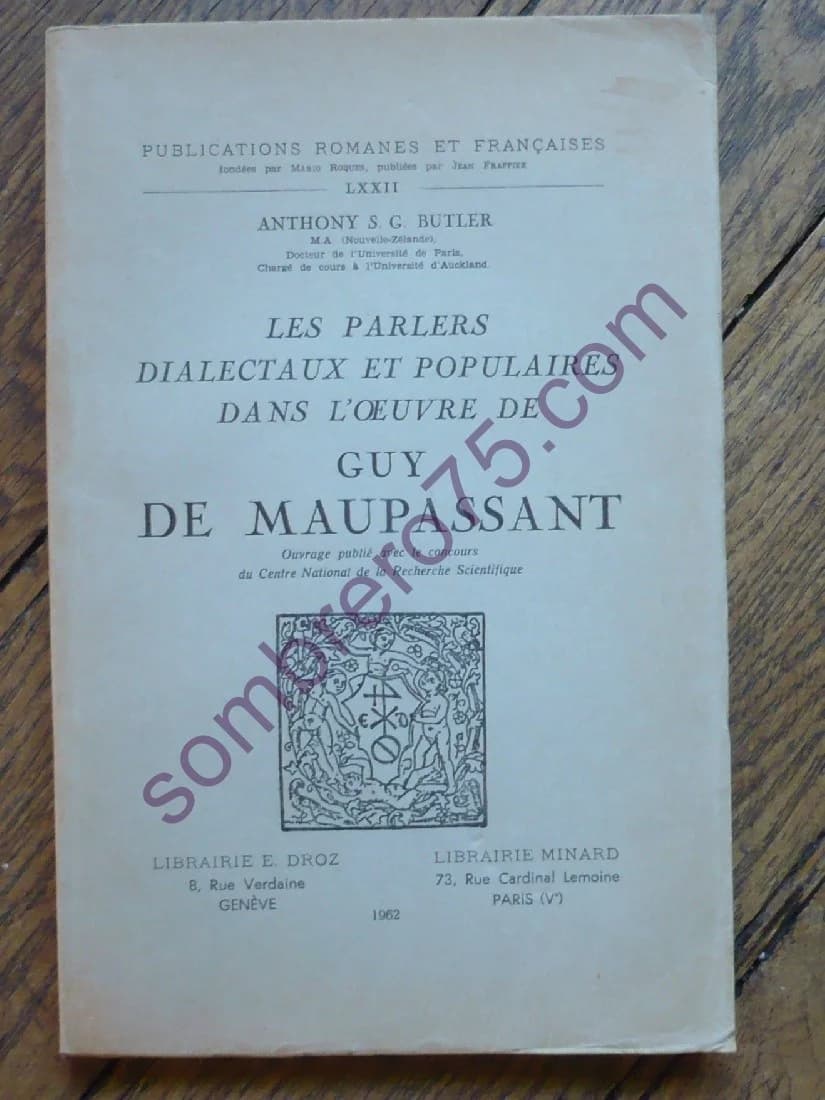 PUBLICATIONS ROMANES ET FRANÇAISES
fondées par MARIO ROQUES, publiées par JEAN FRAPPIER
LXXII
ANTHONY S. G. BUTLER
M.A. (Nouvelle-Zélande),
Docteur de l'Université de Paris,
Chargé de cours à l'Université d'Auckland.
LES PARLERS
DIALECTAUX ET POPULAIRES
DANS L'ŒUVRE DE
GUY
DE MAUPASSANT
Ouvrage publié avec le concours
du Centre National de la Recherche Scientifique
LIBRAIRIE E. DROZ
8, Rue Verdaine
GENÈVE
LIBRAIRIE MINARD
73, Rue Cardinal Lemoine
PARIS (Vº)
1962
sombrero75.com